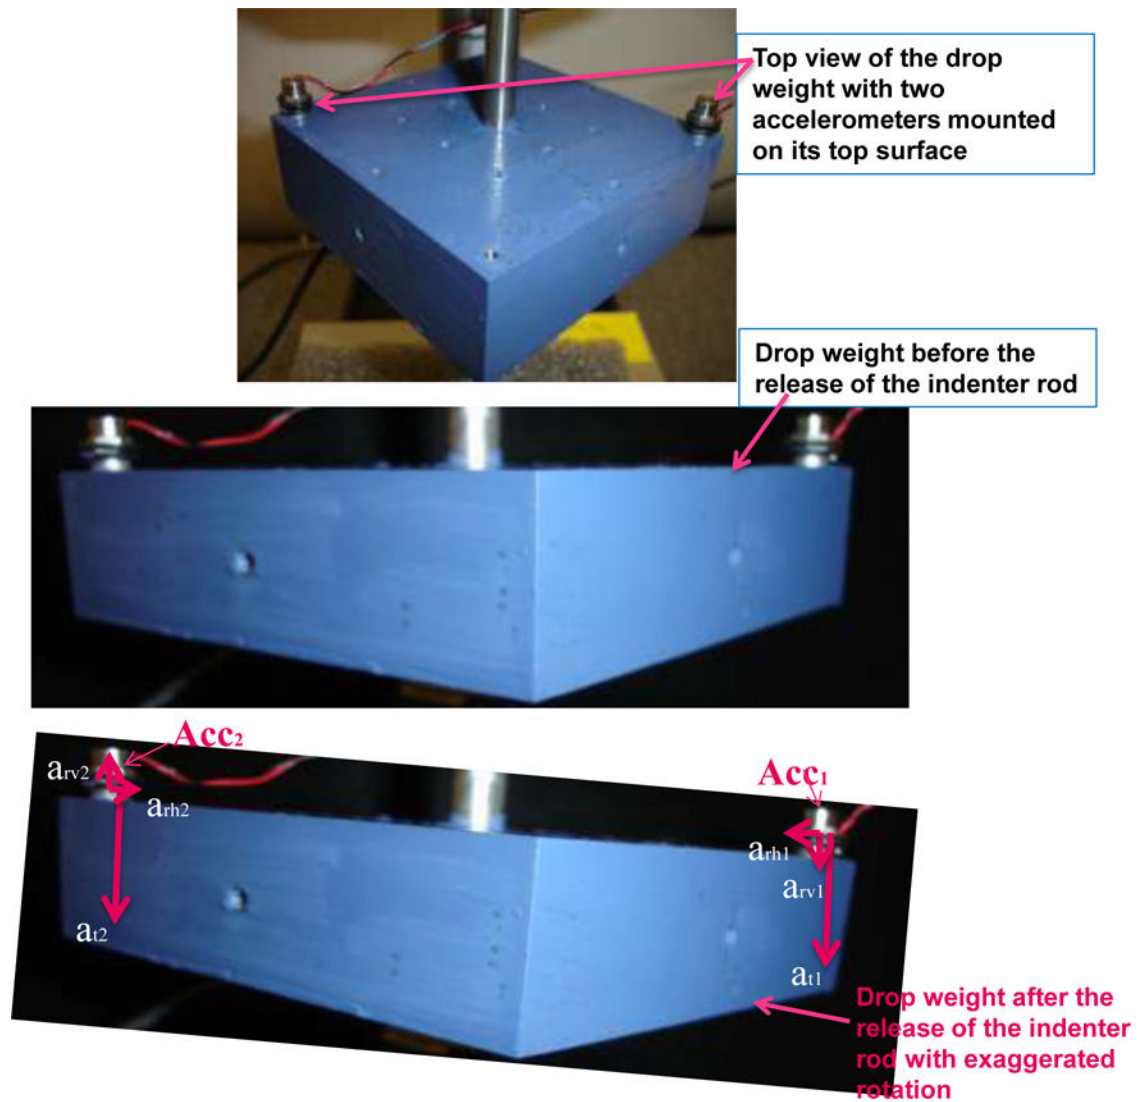 Top view of the drop
weight with two
accelerometers mounted
on its top surface
Drop weight before the
release of the indenter rod
Acc2
arv2
arh2
at2
Acc1
arh1
arv1
at1
Drop weight after the
release of the indenter
rod with exaggerated
rotation